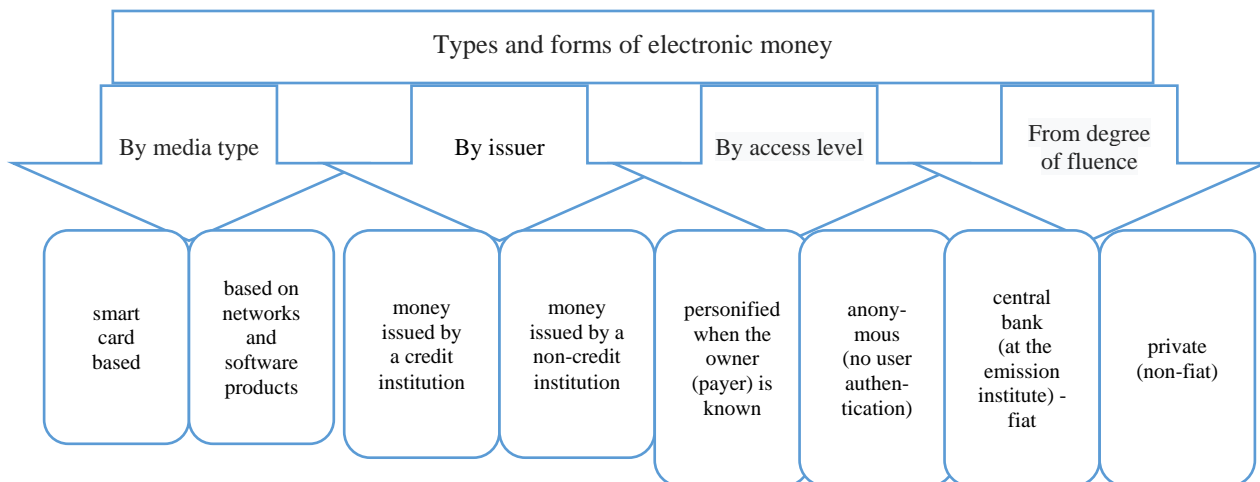 Types and forms of electronic money
By media type
By issuer
By access level
From degree
of fluence
smart
card
based
based on
networks
and
software
products
money
issued by
a credit
institution
money
issued by a
non-credit
institution
personified
when the
owner
(payer) is
known
anony-
mous
(no user
authen-
tication)
central
bank
(at the
emission
institute) -
fiat
private
(non-fiat)